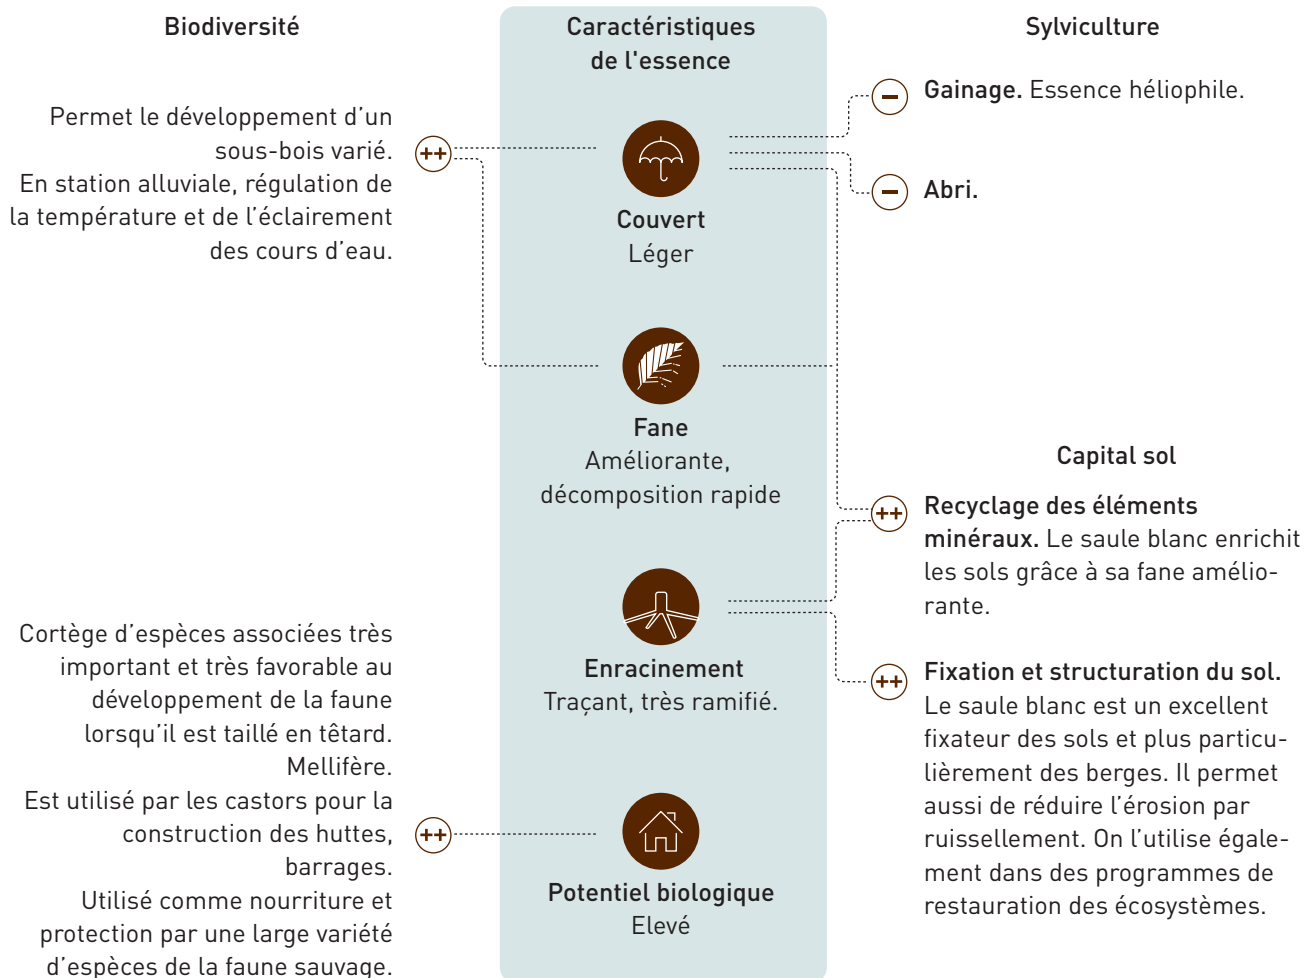 Biodiversité
Permet le développement d’un
sous-bois varié.
En station alluviale, régulation de
la température et de l’éclairement
des cours d’eau.
++
Cortège d’espèces associées très
important et très favorable au
développement de la faune
lorsqu’il est taillé en têtard.
Mellifère.
Est utilisé par les castors pour la
construction des huttes,
barrages.
Utilisé comme nourriture et
protection par une large variété
d’espèces de la faune sauvage.
++
Caractéristiques
de l'essence
Couvert
Léger
Fane
Améliorante,
décomposition rapide
Enracinement
Traçant, très ramifié.
Potentiel biologique
Elevé
Sylviculture
− Gainage. Essence héliophile.
− Abri.
Capital sol
++ Recyclage des éléments
minéraux. Le saule blanc enrichit
les sols grâce à sa fane amélio-
rante.
++ Fixation et structuration du sol.
Le saule blanc est un excellent
fixateur des sols et plus particu-
lièrement des berges. Il permet
aussi de réduire l’érosion par
ruissellement. On l’utilise égale-
ment dans des programmes de
restauration des écosystèmes.